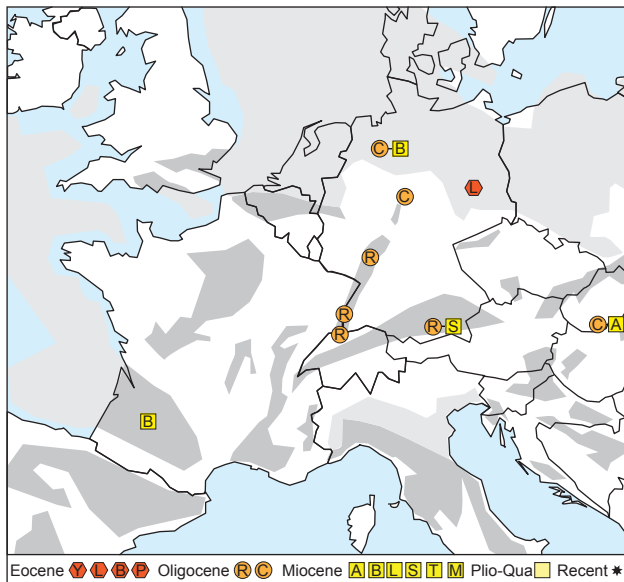 C B
L
C
R
R
R S
C A
R
B
Eocene Y L B P Oligocene R C Miocene A B L S T M Plio-Qua Recent *